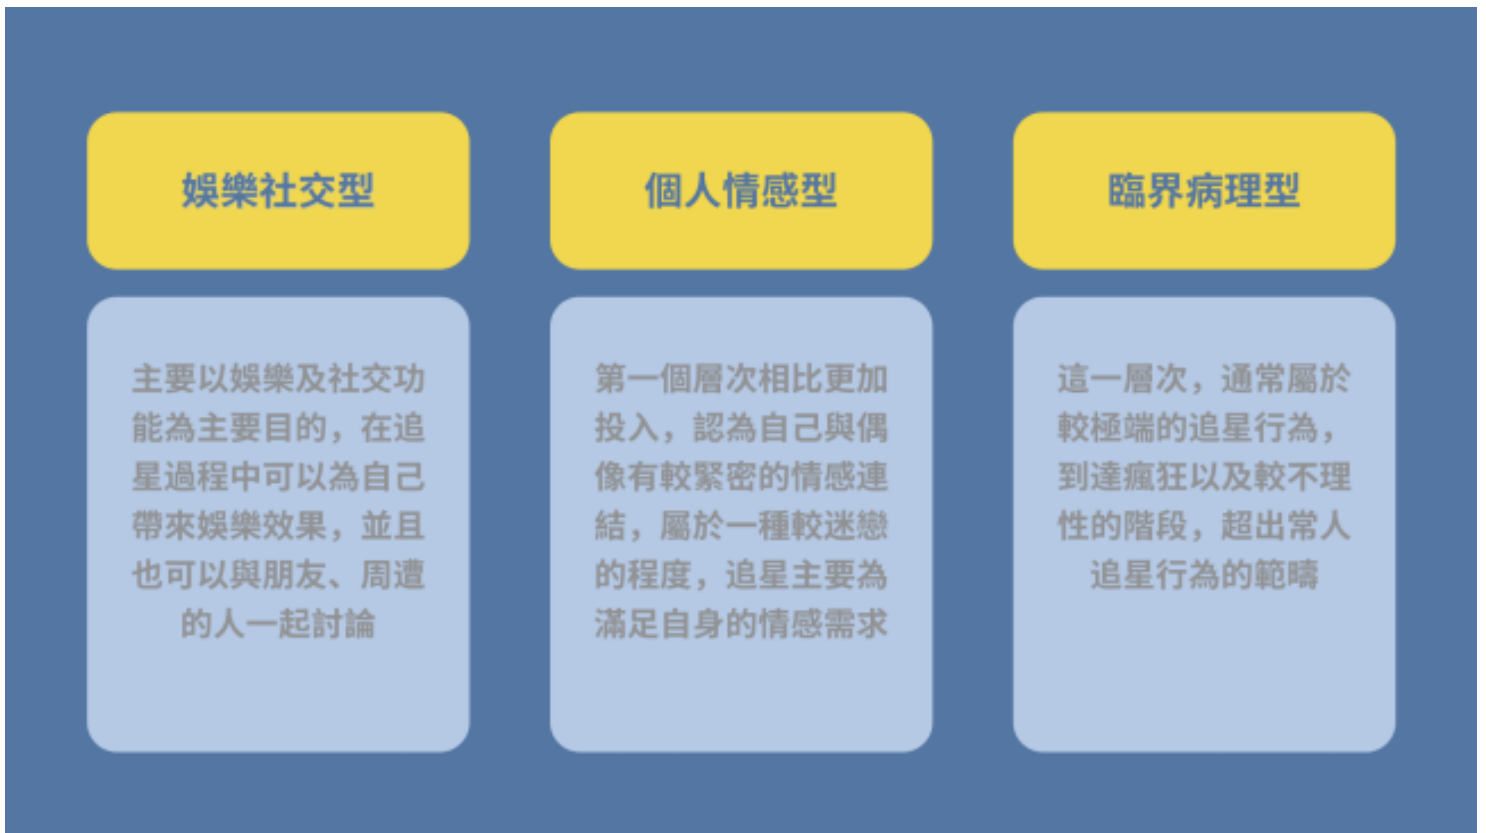 娛樂社交型
主要以娛樂及社交功
能為主要目的，在追
星過程中可以為自己
帶來娛樂效果，並且
也可以與朋友、周遭
的人一起討論
個人情感型
第一個層次相比更加
投入，認為自己與偶
像有較緊密的情感連
結，屬於一種較迷戀
的程度，追星主要為
滿足自身的情感需求
臨界病理型
這一層次，通常屬於
較極端的追星行為，
到達瘋狂以及較不理
性的階段，超出常人
追星行為的範疇